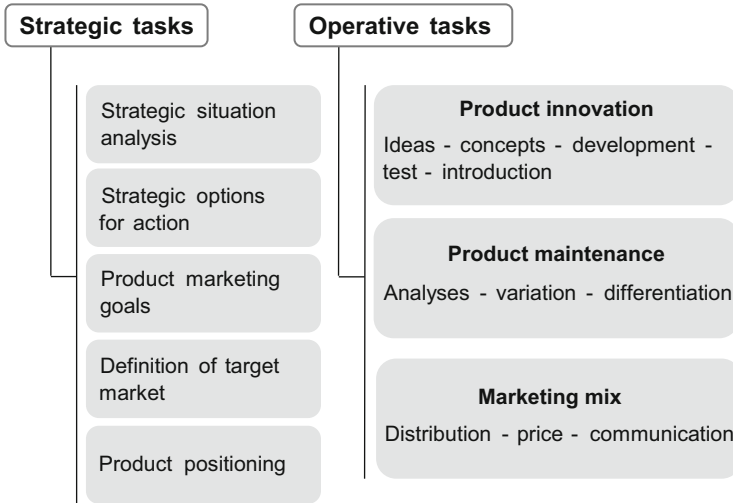 Strategic tasks
Strategic situation
analysis
Strategic options
for action
Product marketing
goals
Definition of target
market
Product positioning
Operative tasks
Product innovation
Ideas - concepts - development -
test - introduction
Product maintenance
Analyses - variation - differentiation
Marketing mix
Distribution - price - communication